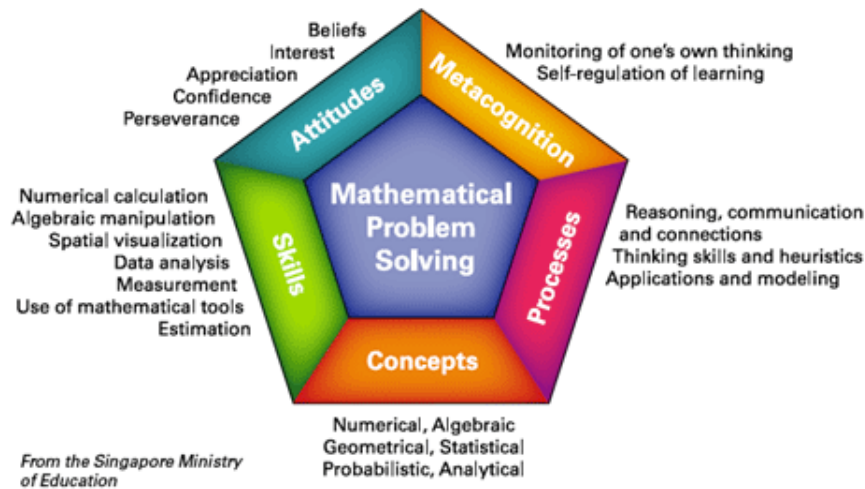 Beliefs
Interest
Appreciation
Confidence
Perseverance
Attitudes
Metacognition
Monitoring of one's own thinking
Self-regulation of learning
Numerical calculation
Algebraic manipulation
Spatial visualization
Data analysis
Measurement
Use of mathematical tools
Estimation
Skills
Mathematical
Problem
Solving
Processes
Reasoning, communication
and connections
Thinking skills and heuristics
Applications and modeling
Concepts
Numerical, Algebraic
Geometrical, Statistical
Probabilistic, Analytical
From the Singapore Ministry
of Education